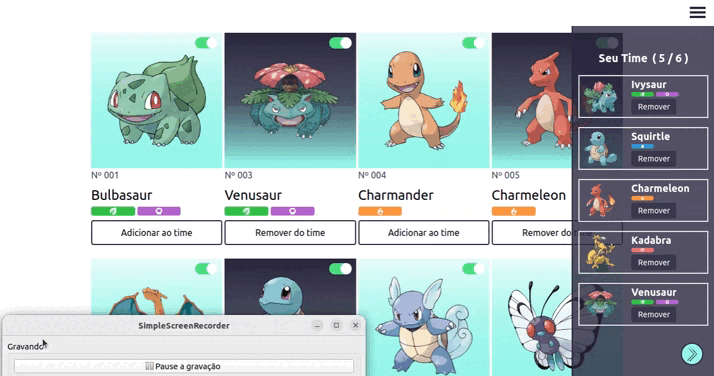 Seu Time ( 5 / 6 )
Ivysaur
Remover
Squirtle
Remover
Charmeleon
Remover
Kadabra
Remover
Venusaur
Remover
Nº 001
Nº 003
Nº 004
Nº 005
Bulbasaur
Venusaur
Charmander
Charmeleon
Adicionar ao time
Remover do time
Adicionar ao time
Remover do time
SimpleScreenRecorder
Gravando
Pause a gravação